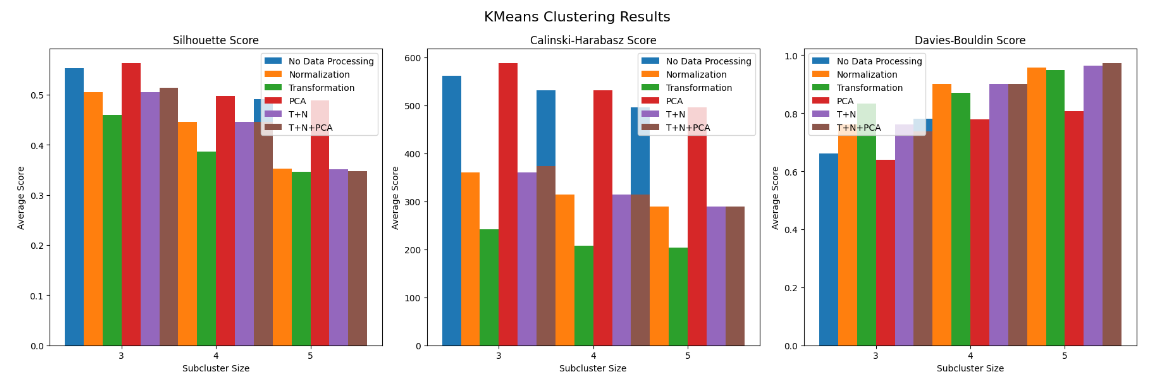 KMeans Clustering Results
Silhouette Score
Average Score
0.5
0.4
0.3
0.2
0.1
0.0
No Data Processing
Normalization
Transformation
PCA
T+N
T+N+PCA
3 4 5
Subcluster Size
Calinski-Harabasz Score
Average Score
600
500
400
300
200
100
0
No Data Processing
Normalization
Transformation
PCA
T+N
T+N+PCA
3 4 5
Subcluster Size
Davies-Bouldin Score
Average Score
1.0
0.8
0.6
0.4
0.2
0.0
No Data Processing
Normalization
Transformation
PCA
T+N
T+N+PCA
3 4 5
Subcluster Size